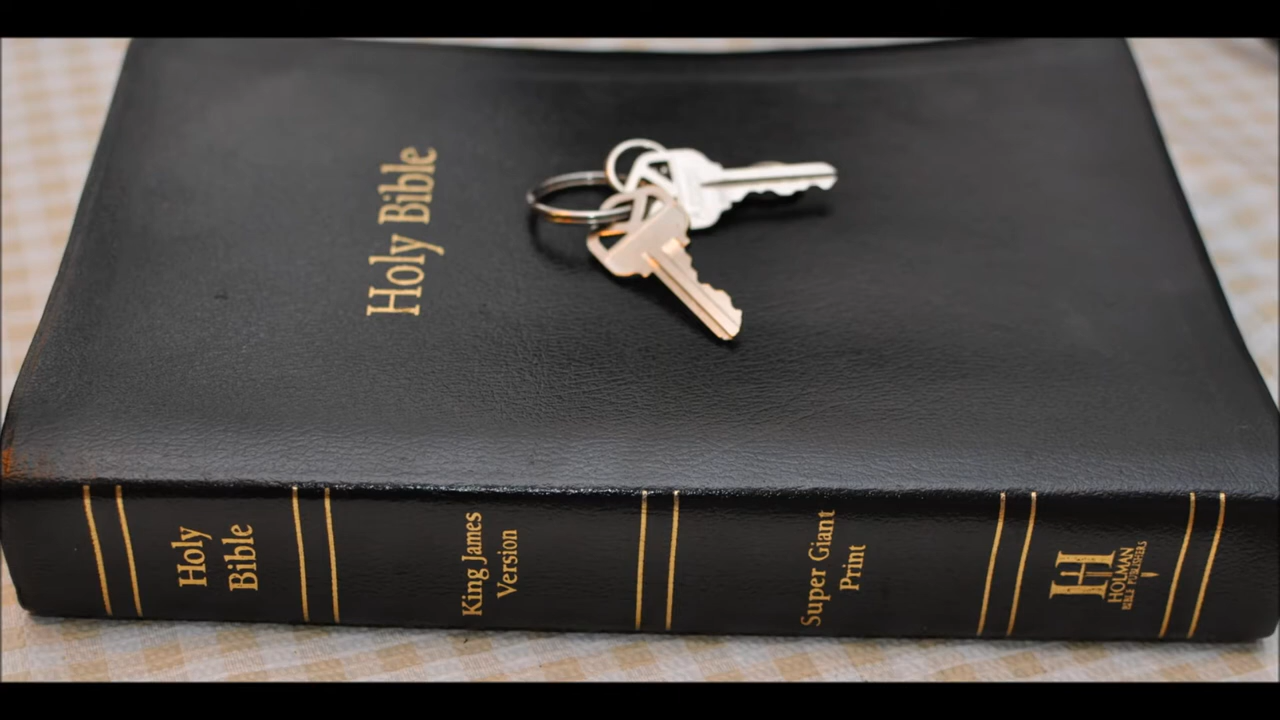 Holy Bible
Holy
Bible
King James
Version
Super Giant
Print
HOLMAN
BIBLE PUBLISHERS